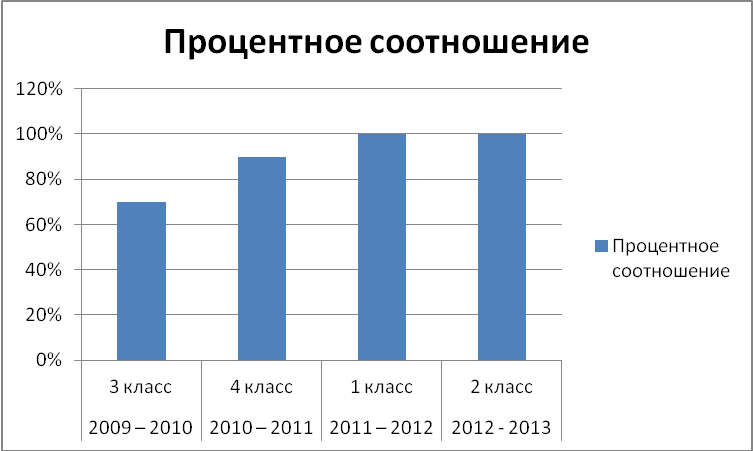 Процентное соотношение
120%
100%
80%
60%
40%
20%
0%
3 класс 4 класс 1 класс 2 класс
2009 – 2010 2010 – 2011 2011 – 2012 2012 - 2013
Процентное
соотношение